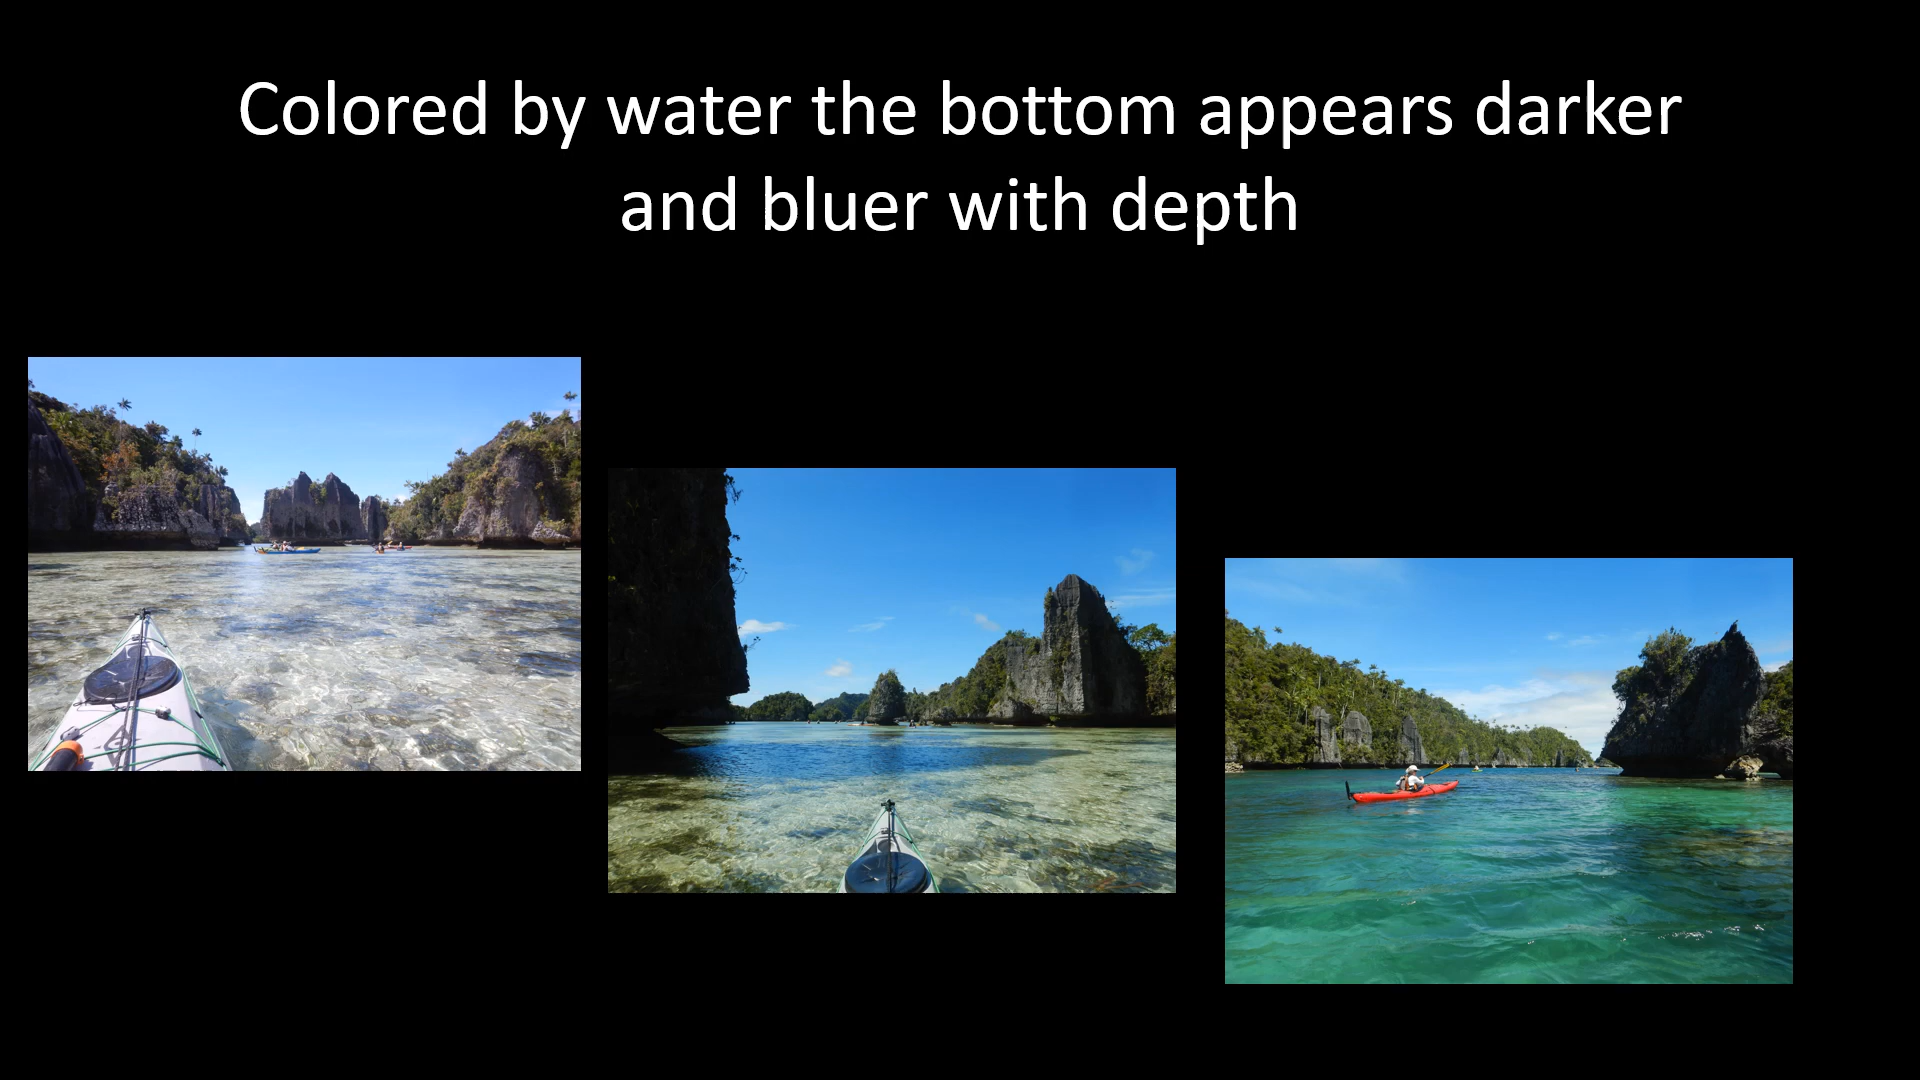 Colored by water the bottom appears darker
and bluer with depth